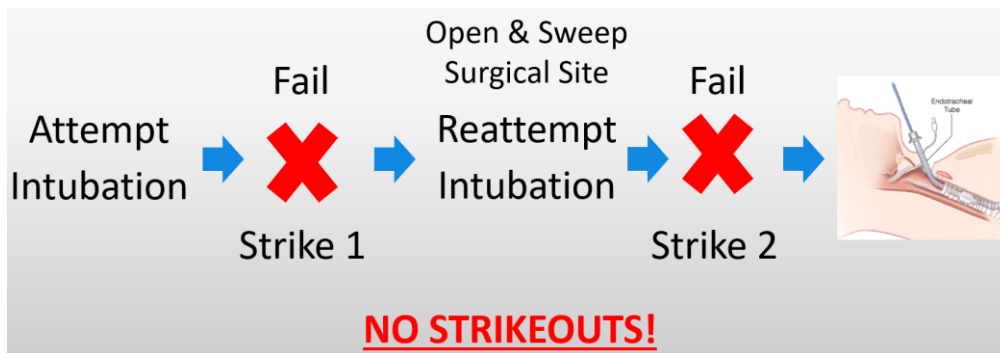 Attempt
Intubation
Fail
Strike 1
Open & Sweep
Surgical Site
Reattempt
Intubation
Fail
Strike 2
Endotracheal
Tube
NO STRIKEOUTS!